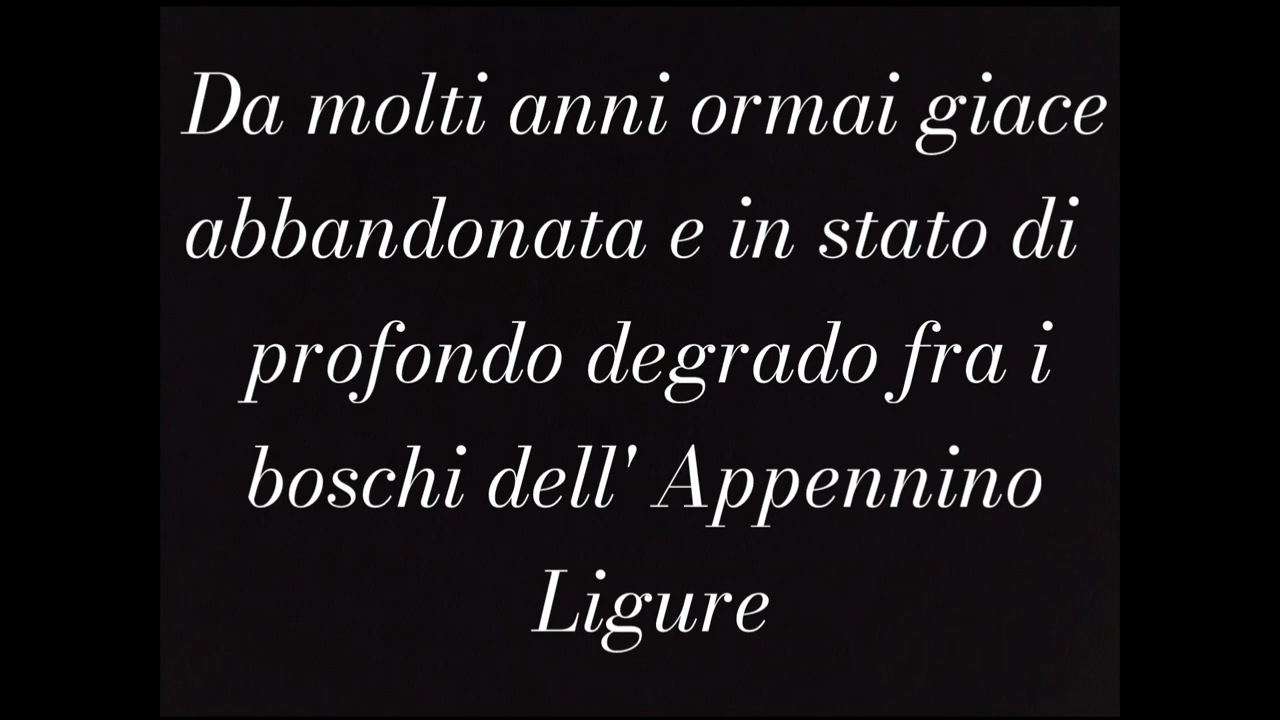 Da molti anni ormai giace
abbandonata e in stato di
profondo degrado fra i
boschi dell' Appennino
Ligure